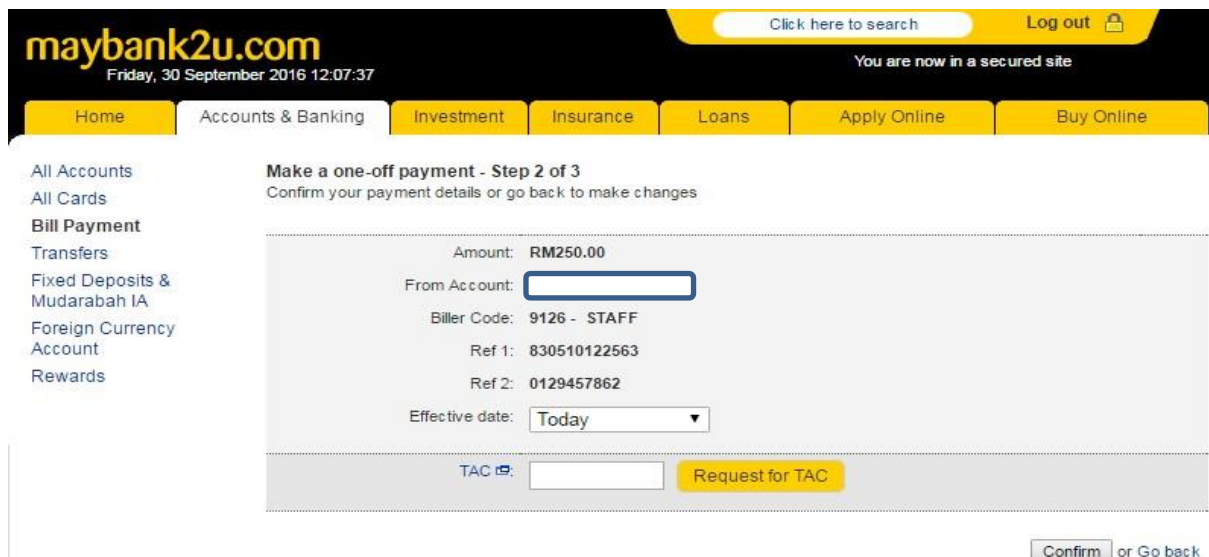 Click here to search Log out
maybank2u.com
Friday, 30 September 2016 12:07:37
You are now in a secured site
Home Accounts & Banking Investment Insurance Loans Apply Online Buy Online
All Accounts
All Cards
Bill Payment
Transfers
Fixed Deposits &
Mudarabah IA
Foreign Currency
Account
Rewards
Make a one-off payment - Step 2 of 3
Confirm your payment details or go back to make changes
Amount: RM250.00
From Account:
Biller Code: 9126 - STAFF
Ref 1: 830510122563
Ref 2: 0129457862
Effective date: Today
TAC : Request for TAC
Confirm or Go back